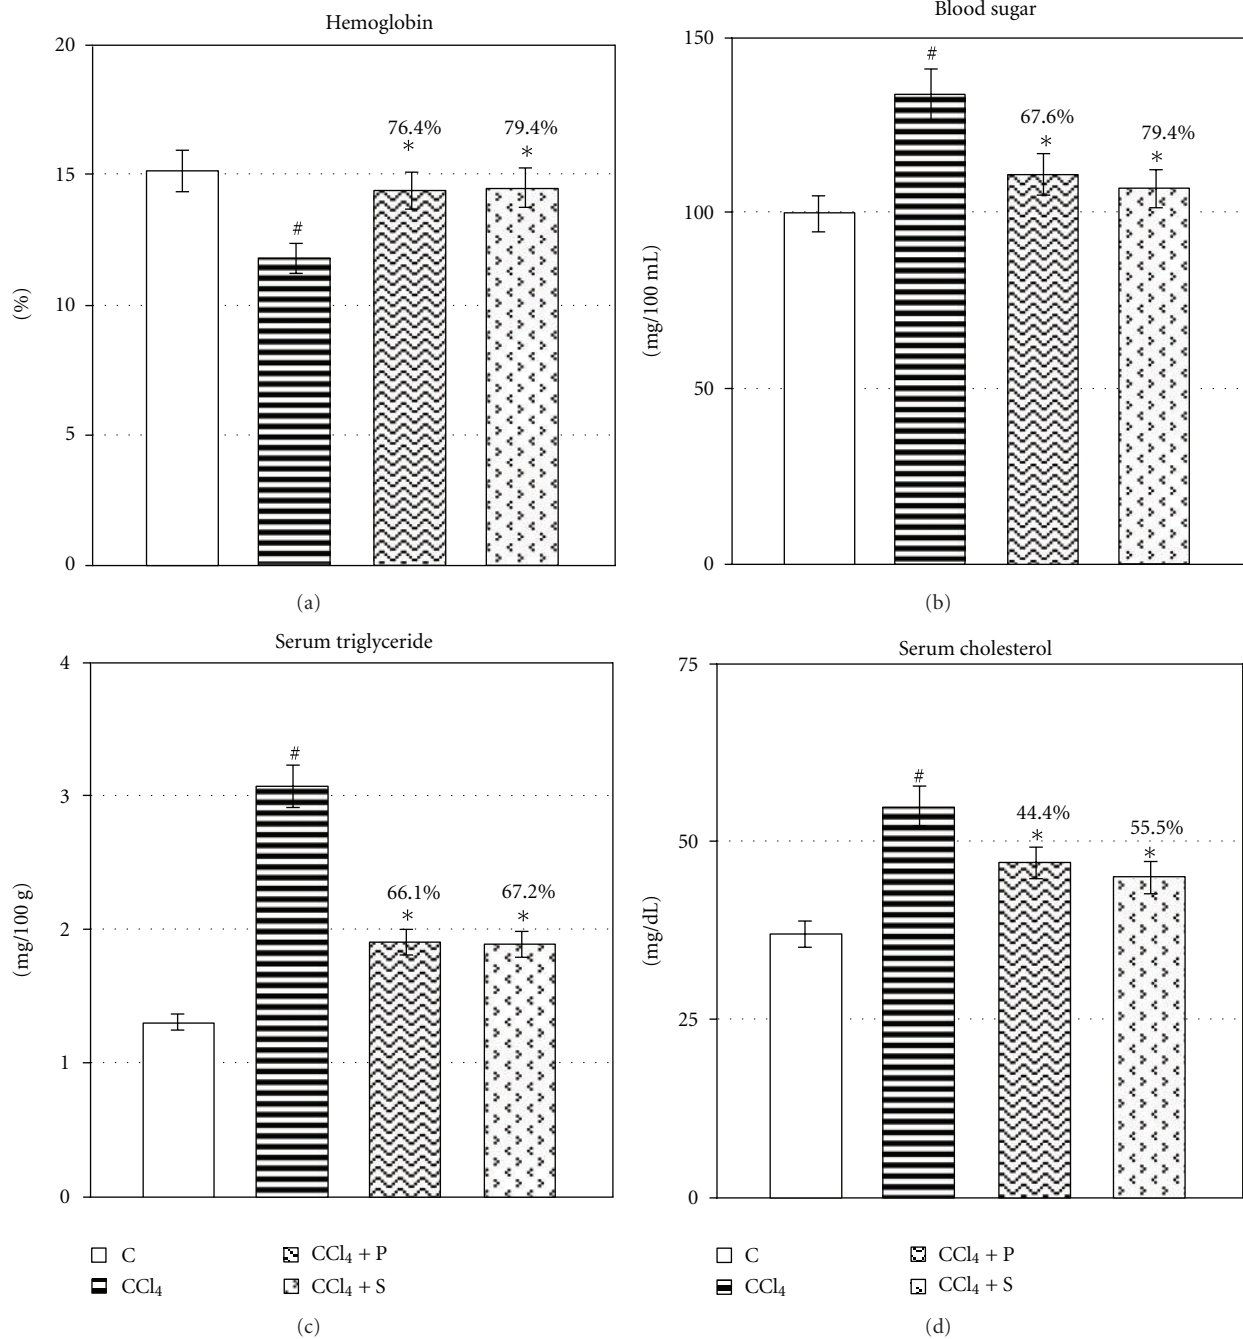 Hemoglobin
20
15
10
5
0
(%)
#
76.4%
*
79.4%
*
(a)
Blood sugar
150
100
50
0
(mg/100 mL)
#
67.6%
*
79.4%
*
(b)
Serum triglyceride
4
3
2
1
0
(mg/100 g)
#
66.1%
*
67.2%
*
C
CCl₄
CCl₄ + P
CCl₄ + S
(c)
Serum cholesterol
75
50
25
0
(mg/dL)
#
44.4%
*
55.5%
*
C
CCl₄
CCl₄ + P
CCl₄ + S
(d)